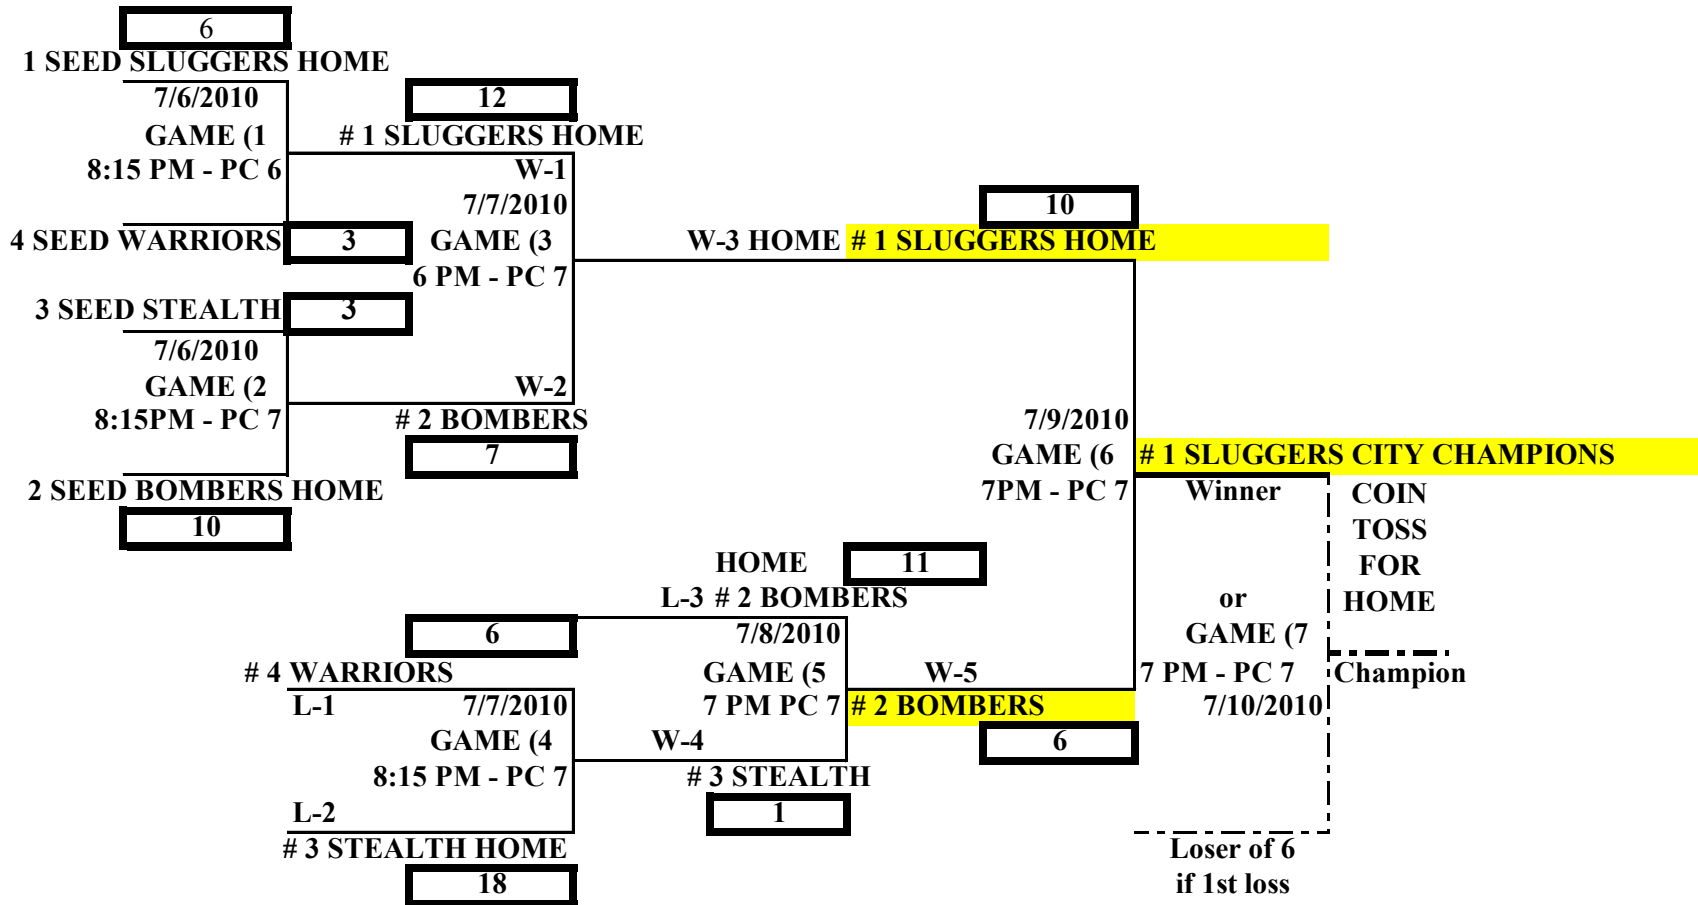 6
1 SEED SLUGGERS HOME
7/6/2010
GAME (1
8:15 PM - PC 6
4 SEED WARRIORS
3
3 SEED STEALTH
3
7/6/2010
GAME (2
8:15PM - PC 7
2 SEED BOMBERS HOME
10
12
# 1 SLUGGERS HOME
W-1
7/7/2010
GAME (3
6 PM - PC 7
W-2
# 2 BOMBERS
7
6
# 4 WARRIORS
L-1
7/7/2010
GAME (4
8:15 PM - PC 7
L-2
# 3 STEALTH HOME
18
10
W-3 HOME # 1 SLUGGERS HOME
HOME
11
L-3 # 2 BOMBERS
7/8/2010
GAME (5
7 PM PC 7
W-4
# 3 STEALTH
1
7/9/2010
GAME (6
7PM - PC 7
W-5
# 2 BOMBERS
6
# 1 SLUGGERS CITY CHAMPIONS
Winner
or
GAME (7
7 PM - PC 7
7/10/2010
COIN
TOSS
FOR
HOME
Champion
Loser of 6
if 1st loss